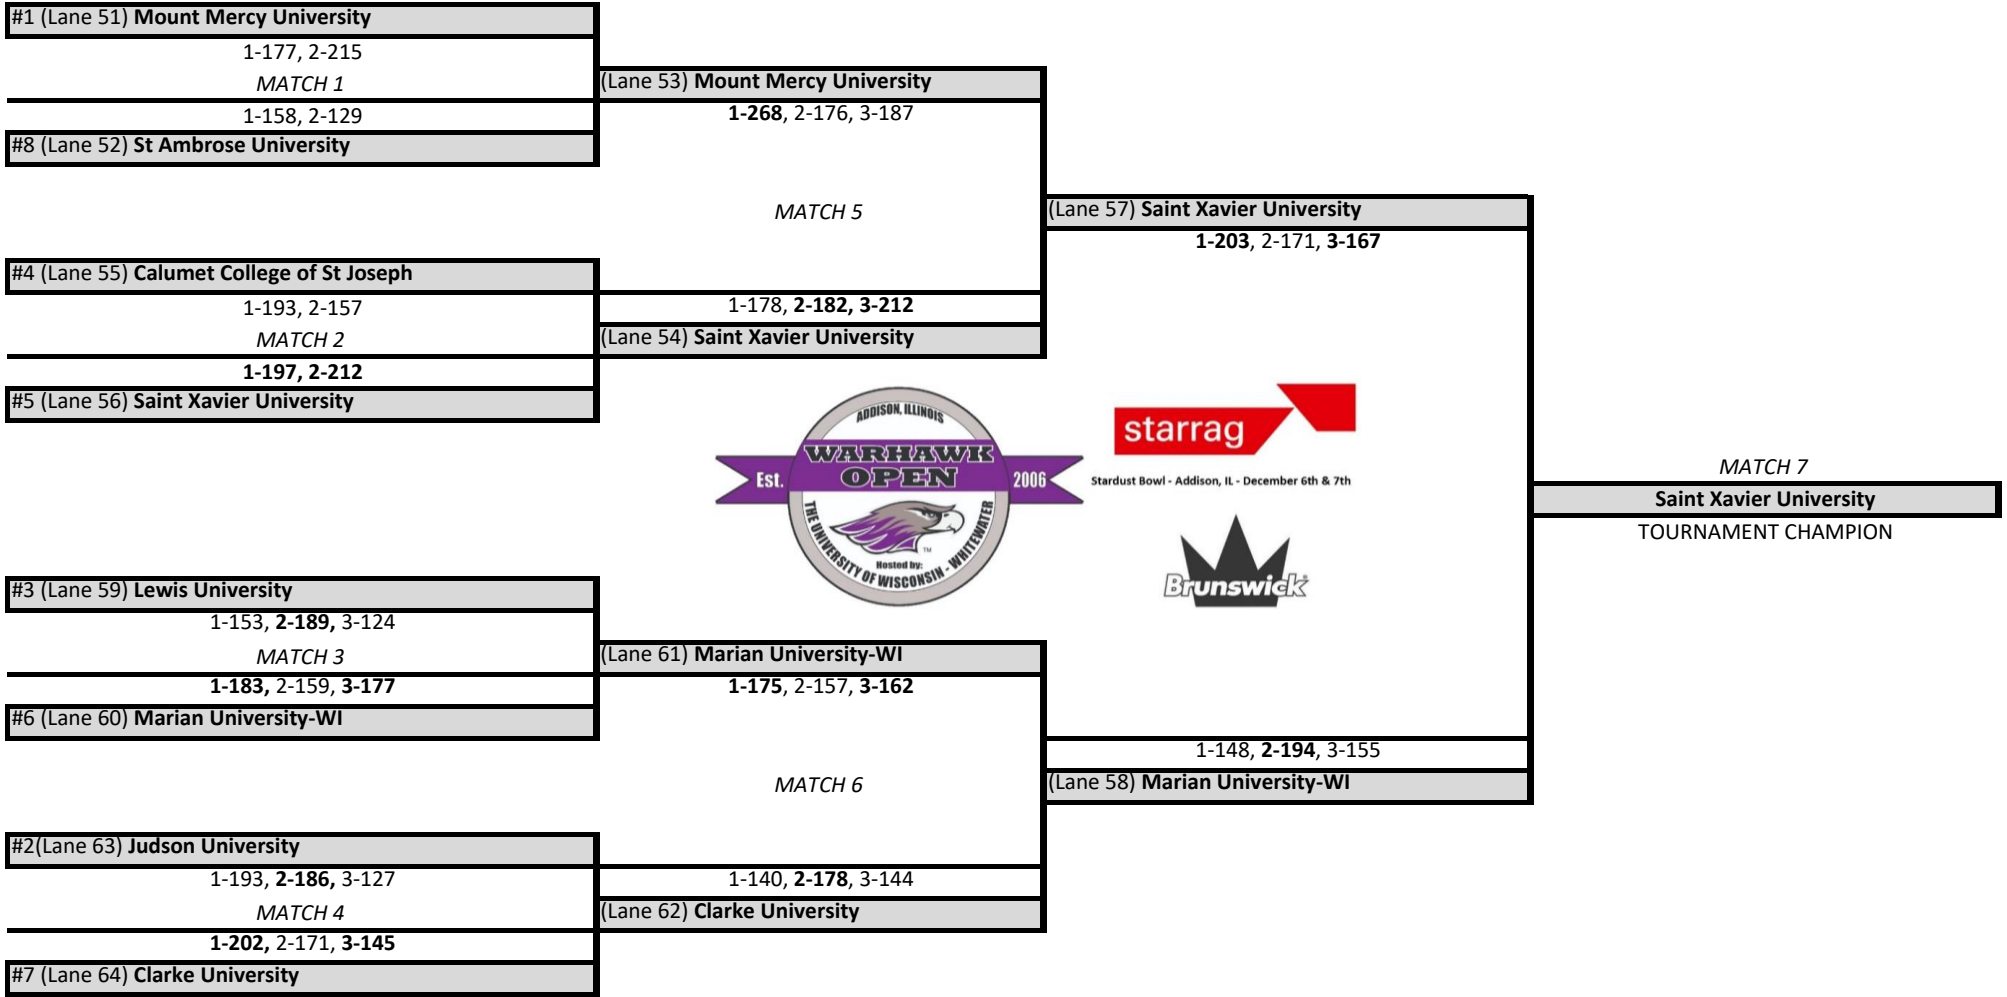 #1 (Lane 51) Mount Mercy University
1-177, 2-215
MATCH 1
1-158, 2-129
#8 (Lane 52) St Ambrose University
#4 (Lane 55) Calumet College of St Joseph
1-193, 2-157
MATCH 2
1-197, 2-212
#5 (Lane 56) Saint Xavier University
#3 (Lane 59) Lewis University
1-153, 2-189, 3-124
MATCH 3
1-183, 2-159, 3-177
#6 (Lane 60) Marian University-WI
#2(Lane 63) Judson University
1-193, 2-186, 3-127
MATCH 4
1-202, 2-171, 3-145
#7 (Lane 64) Clarke University
(Lane 53) Mount Mercy University
1-268, 2-176, 3-187
MATCH 5
1-178, 2-182, 3-212
(Lane 54) Saint Xavier University
ADDISON, ILLINOIS
WARHAWK
Est. OPEN 2006
THE UNIVERSITY OF WISCONSIN - WHITEWATER
TM
Hosted by:
starrag
Stardust Bowl - Addison, IL - December 6th & 7th
Brunswick
(Lane 61) Marian University-WI
1-175, 2-157, 3-162
MATCH 6
1-140, 2-178, 3-144
(Lane 62) Clarke University
(Lane 57) Saint Xavier University
1-203, 2-171, 3-167
1-148, 2-194, 3-155
(Lane 58) Marian University-WI
MATCH 7
Saint Xavier University
TOURNAMENT CHAMPION